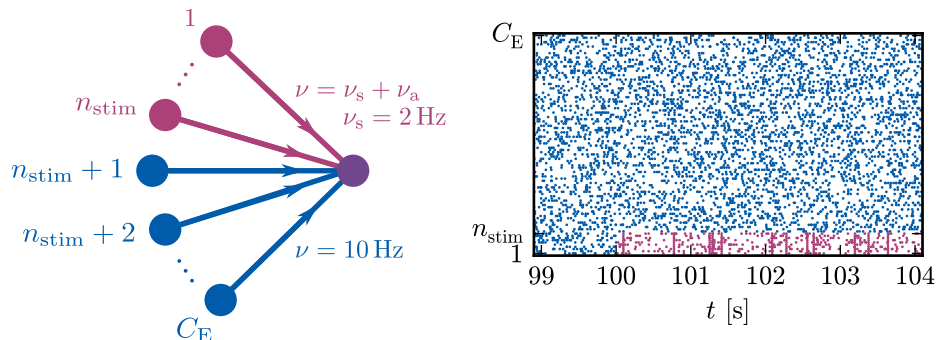 1
n_stim
n_stim + 1
n_stim + 2
C_E
ν = ν_s + ν_a
ν_s = 2 Hz
ν = 10 Hz
C_E
n_stim
1
99 100 101 102 103 104
t [s]